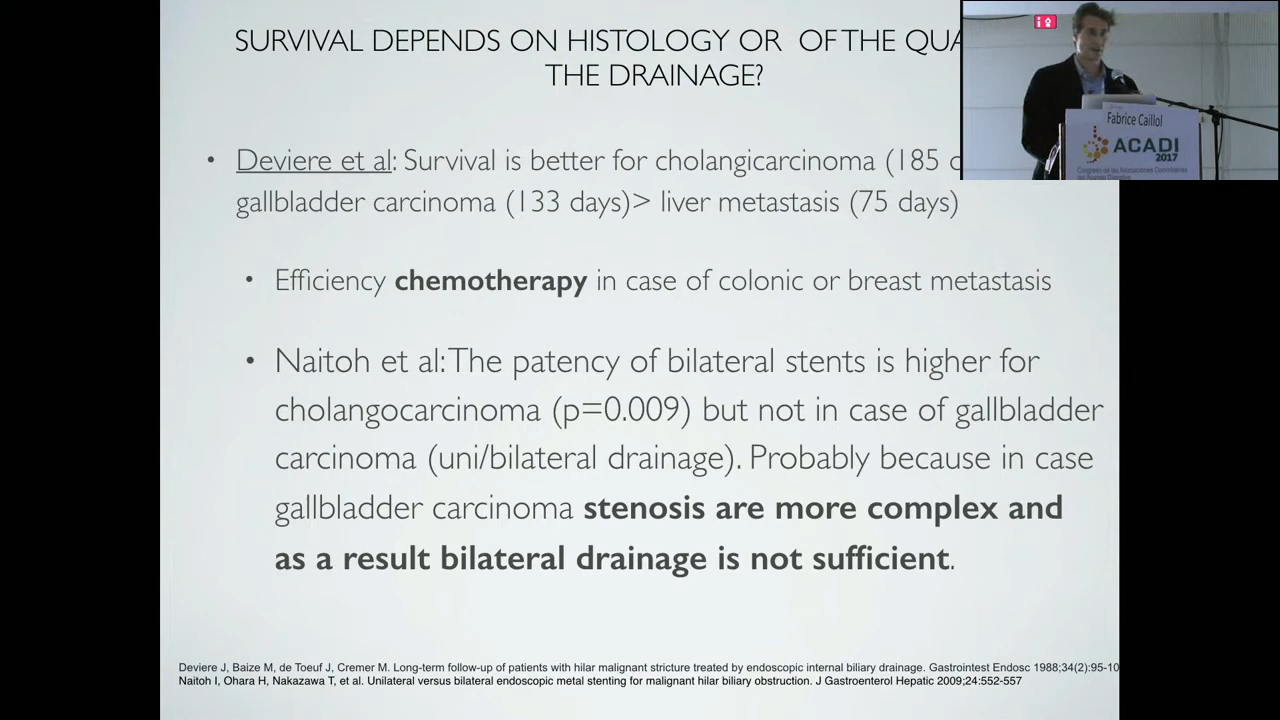 SURVIVAL DEPENDS ON HISTOLOGY OR OF THE
THE DRAINAGE?
• Deviere et al: Survival is better for cholangicarcinoma (185
gallbladder carcinoma (133 days)> liver metastasis (75 days)
• Efficiency chemotherapy in case of colonic or breast metastasis
• Naitoh et al: The patency of bilateral stents is higher for
cholangocarcinoma (p=0.009) but not in case of gallbladder
carcinoma (uni/bilateral drainage). Probably because in case
gallbladder carcinoma stenosis are more complex and
as a result bilateral drainage is not sufficient.
Deviere J, Baize M, de Toeuf J, Cremer M. Long-term follow-up of patients with hilar malignant stricture treated by endoscopic internal biliary drainage. Gastrointest Endosc 1988;34(2):95-10
Naitoh I, Ohara H, Nakazawa T, et al. Unilateral versus bilateral endoscopic metal stenting for malignant hilar biliary obstruction. J Gastroenterol Hepatic 2009;24:552-557
Fabrice Caillol
ACADI
2017